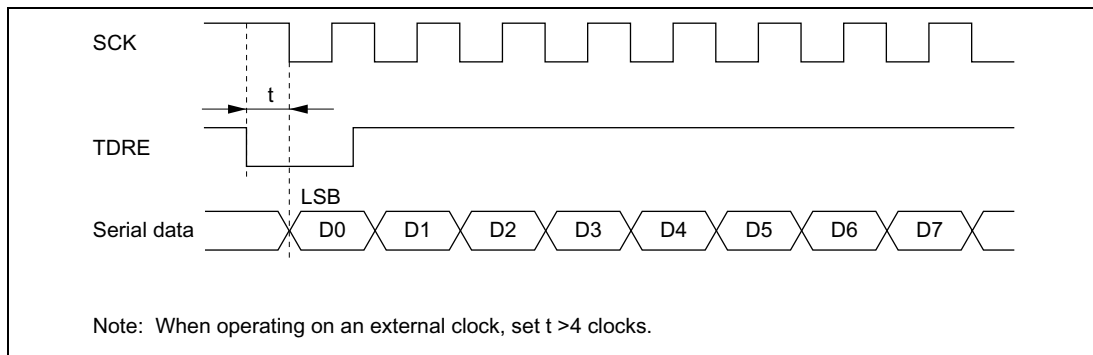 SCK
t
TDRE
LSB
Serial data D0 D1 D2 D3 D4 D5 D6 D7
Note: When operating on an external clock, set t >4 clocks.